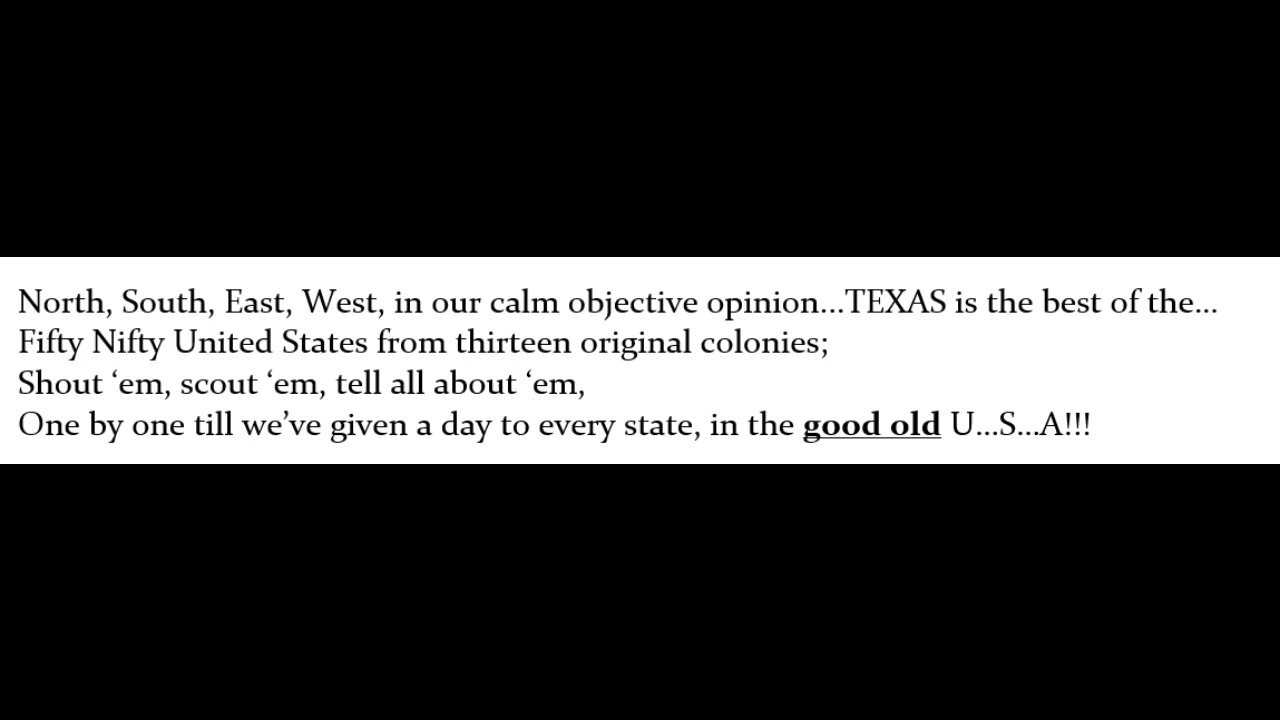 North, South, East, West, in our calm objective opinion...TEXAS is the best of the...
Fifty Nifty United States from thirteen original colonies;
Shout ‘em, scout ‘em, tell all about ‘em,
One by one till we’ve given a day to every state, in the good old U...S...A!!!